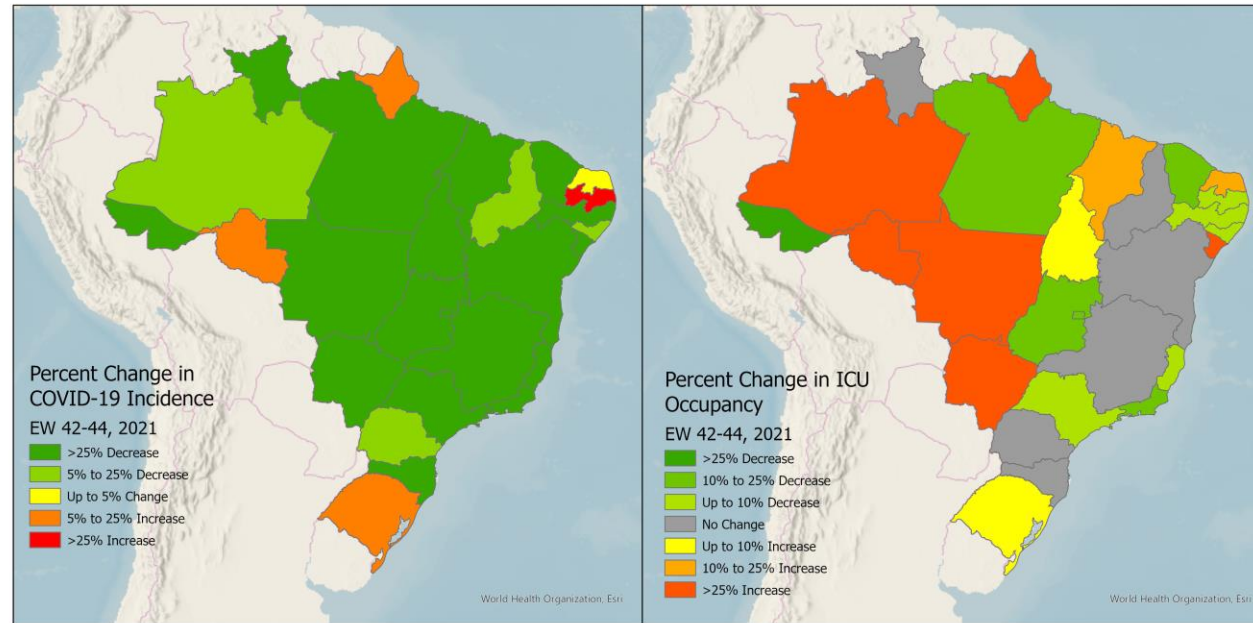 Percent Change in
COVID-19 Incidence
EW 42-44, 2021
>25% Decrease
5% to 25% Decrease
Up to 5% Change
5% to 25% Increase
>25% Increase
World Health Organization, Esri
Percent Change in ICU
Occupancy
EW 42-44, 2021
>25% Decrease
10% to 25% Decrease
Up to 10% Decrease
No Change
Up to 10% Increase
10% to 25% Increase
>25% Increase
World Health Organization, Esri